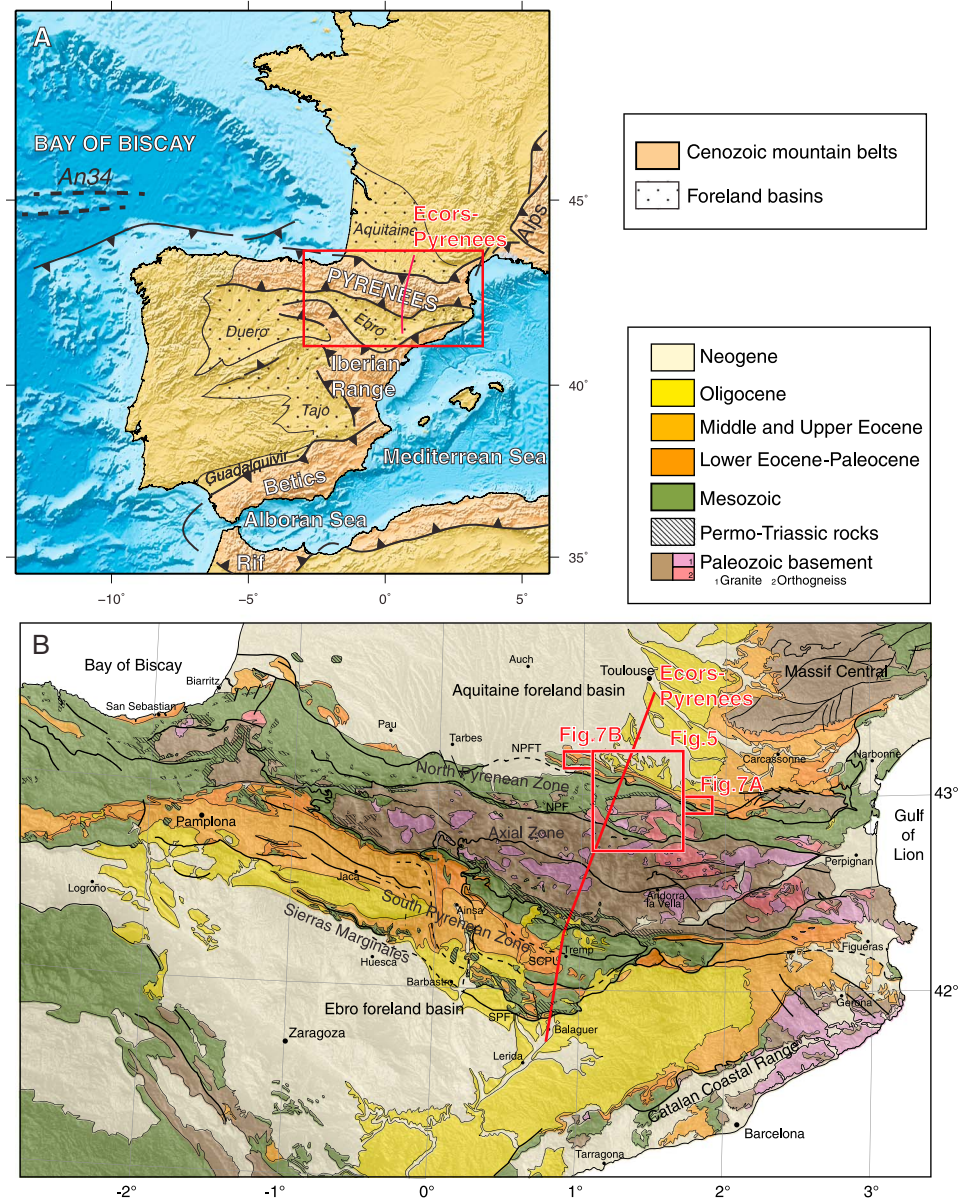 A
BAY OF BISCAY
An34
45°
Ecors-
Pyrenees
Alps
Aquitaine
PYRENEES
Duero
Ebro
Iberian
Range
40°
Tajo
Guadalquivir
Mediterrean Sea
Betics
Alboran Sea
Rif
35°
−10°
−5°
0°
5°
Cenozoic mountain belts
Foreland basins
Neogene
Oligocene
Middle and Upper Eocene
Lower Eocene-Paleocene
Mesozoic
Permo-Triassic rocks
1
2
Paleozoic basement
1Granite 2Orthogneiss
B
Bay of Biscay
Biarritz
San Sebastian
Auch
Toulouse
Ecors-
Pyrenees
Massif Central
Aquitaine foreland basin
Pau
Tarbes
NPFT
Fig.7B
Fig.5
Carcassonne
Narbonne
North Pyrenean Zone
Fig.7A
43°
NPF
Pamplona
Axial Zone
Gulf
of
Lion
Perpignan
Logroño
Jaca
Andorra
la Vella
Ainsa
South Pyrenean Zone
Sierras Marginales
Huesca
SCPU
Tremp
Figueras
Barbastro
42°
Ebro foreland basin
SPF
Gerona
Zaragoza
Balaguer
Lerida
Catalan Coastal Range
Barcelona
Tarragona
-2°
-1°
0°
1°
2°
3°